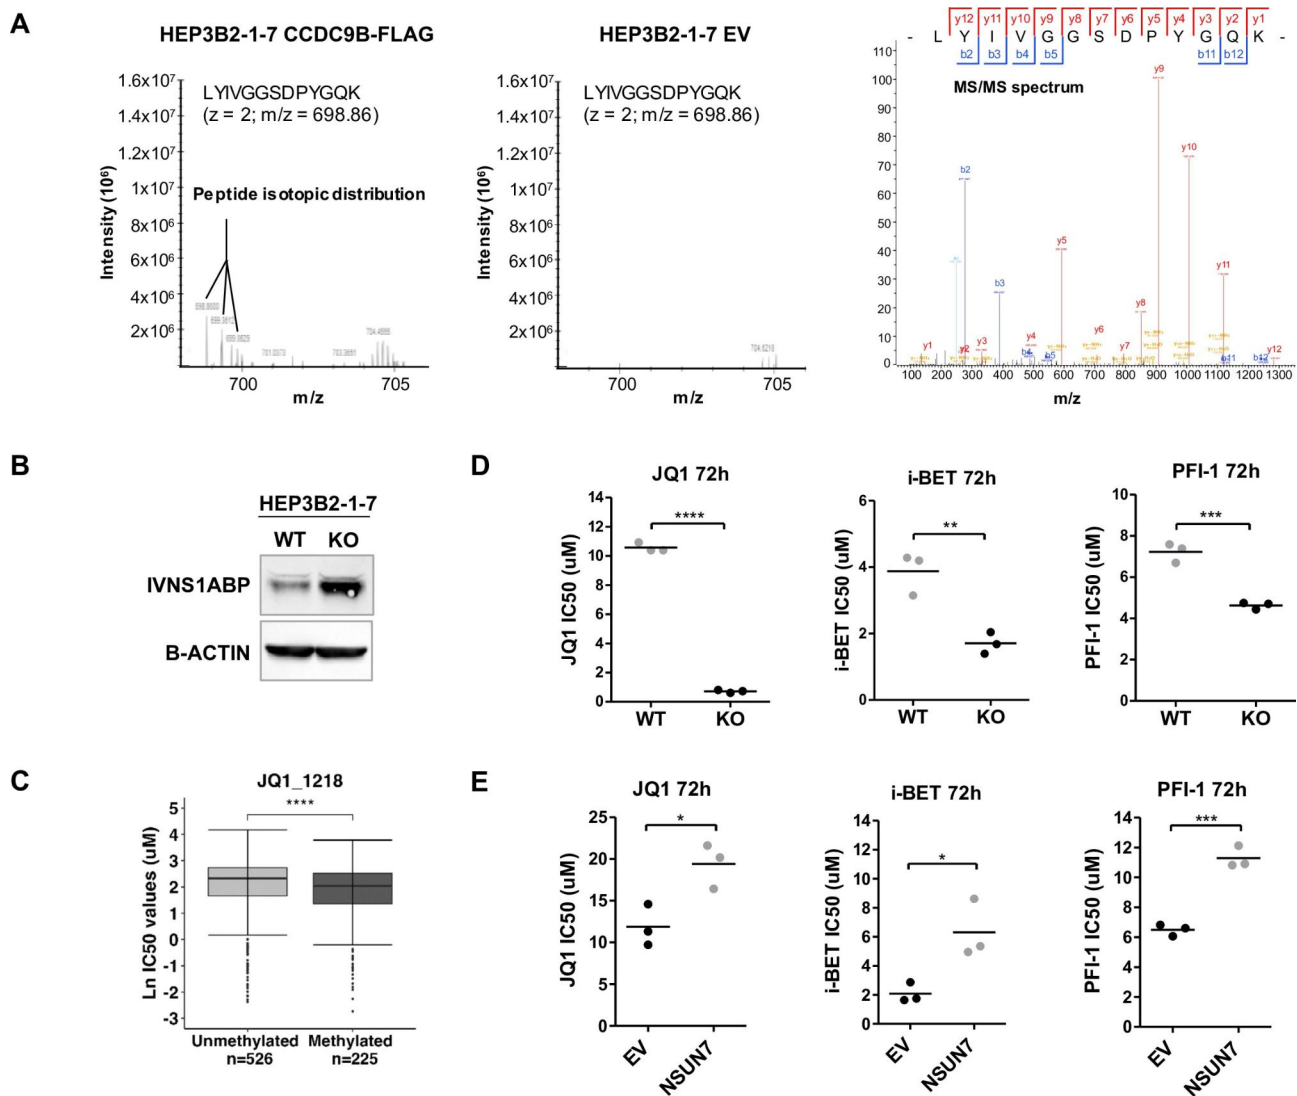 A
HEP3B2-1-7 CCDC9B-FLAG
LYIVGGSDPYGQK
(z = 2; m/z = 698.86)
Peptide isotopic distribution
Intensity (10⁶)
1.6x10⁷
1.4x10⁷
1.2x10⁷
1x10⁷
8x10⁶
6x10⁶
4x10⁶
2x10⁶
704.4686
700
705
m/z
HEP3B2-1-7 EV
LYIVGGSDPYGQK
(z = 2; m/z = 698.86)
Intensity (10⁶)
1.6x10⁷
1.4x10⁷
1.2x10⁷
1x10⁷
8x10⁶
6x10⁶
4x10⁶
2x10⁶
704.6218
700
705
m/z
y12 y11 y10 y9 y8 y7 y6 y5 y4 y3 y2 y1
- L Y I V G G S D P Y G Q K -
b2 b3 b4 b5 b11 b12
MS/MS spectrum
110
100
90
80
70
60
50
40
30
20
10
0
y9
y10
b2
y5
y11
b3
y8
y1
y2
y3
y4
b4
b5
y6
y7
b11
b12
y12
100 200 300 400 500 600 700 800 900 1000 1100 1200 1300
m/z
B
HEP3B2-1-7
WT KO
IVNS1ABP
B-ACTIN
C
JQ1_1218
****
Ln IC50 values (uM)
5
4
3
2
1
0
-1
-2
-3
Unmethylated Methylated
n=526 n=225
D
JQ1 72h
****
JQ1 IC50 (uM)
14
12
10
8
6
4
2
0
WT KO
i-BET 72h
**
i-BET IC50 (uM)
6
4
2
0
WT KO
PFI-1 72h
***
PFI-1 IC50 (uM)
10
8
6
4
2
0
WT KO
E
JQ1 72h
*
JQ1 IC50 (uM)
25
20
15
10
5
0
EV NSUN7
i-BET 72h
*
i-BET IC50 (uM)
14
12
10
8
6
4
2
0
EV NSUN7
PFI-1 72h
***
PFI-1 IC50 (uM)
14
12
10
8
6
4
2
0
EV NSUN7